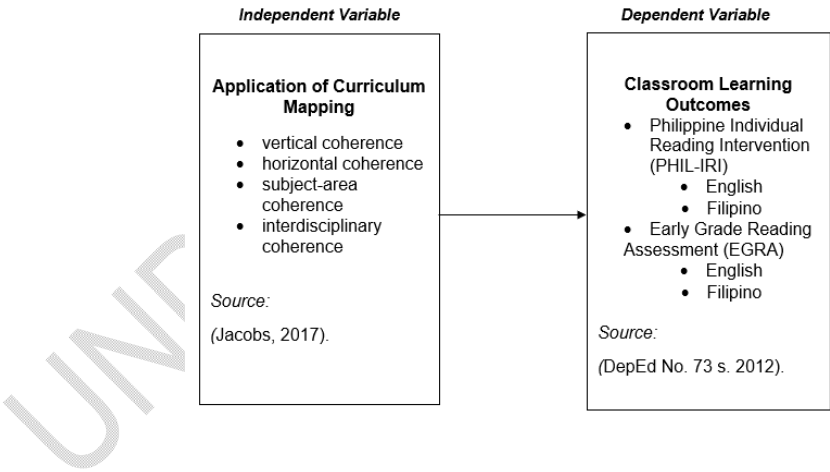 Independent Variable
Application of Curriculum
Mapping
• vertical coherence
• horizontal coherence
• subject-area
coherence
• interdisciplinary
coherence
Source:
(Jacobs, 2017).
Dependent Variable
Classroom Learning
Outcomes
• Philippine Individual
Reading Intervention
(PHIL-IRI)
• English
• Filipino
• Early Grade Reading
Assessment (EGRA)
• English
• Filipino
Source:
(DepEd No. 73 s. 2012).
UND